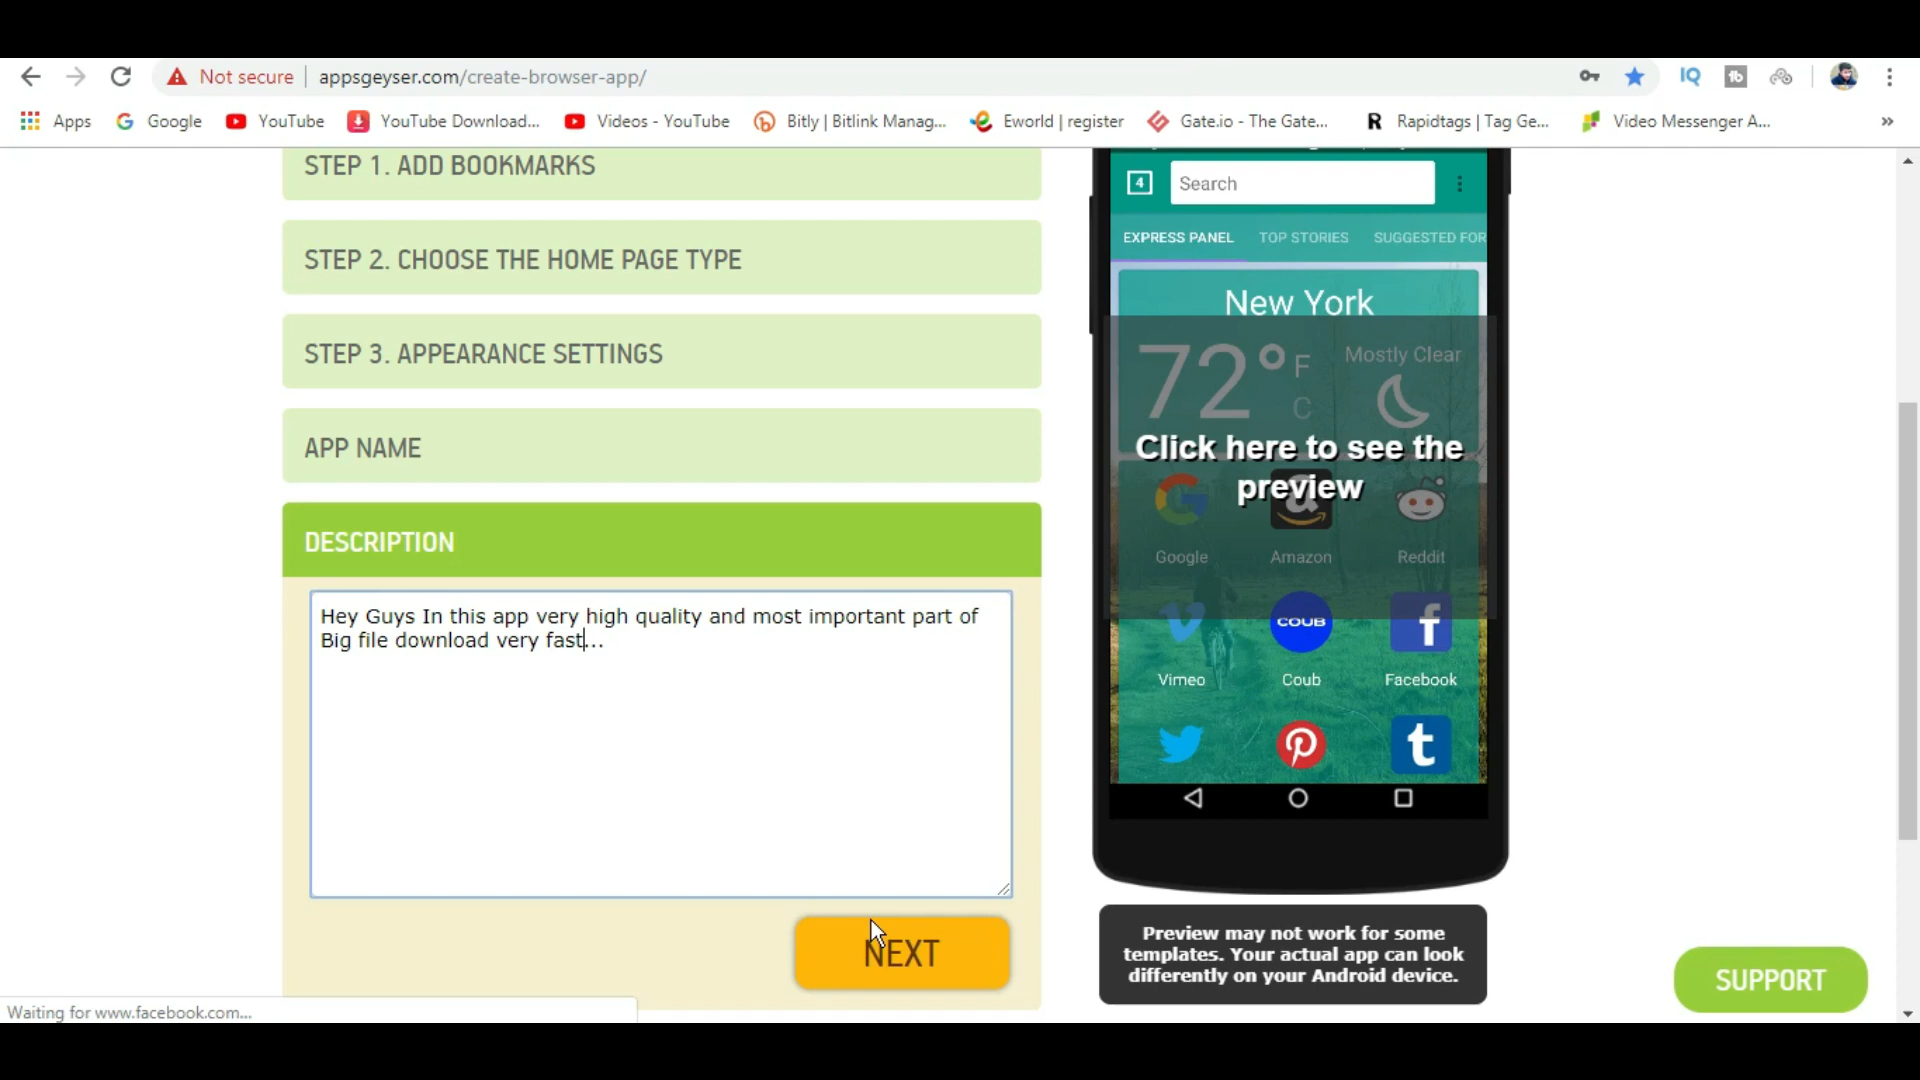 Not secure
appsgeyser.com/create-browser-app/
IQ
tb
Apps
Google
YouTube
YouTube Download...
Videos - YouTube
Bitly | Bitlink Manag...
Eworld | register
Gate.io - The Gate...
R
Rapidtags | Tag Ge...
Video Messenger A...
»
STEP 1. ADD BOOKMARKS
STEP 2. CHOOSE THE HOME PAGE TYPE
STEP 3. APPEARANCE SETTINGS
APP NAME
DESCRIPTION
Hey Guys In this app very high quality and most important part of
Big file download very fast...
NEXT
4
Search
EXPRESS PANEL
TOP STORIES
SUGGESTED FOR
New York
72° F
C
Mostly Clear
Click here to see the
preview
Google
Amazon
Reddit
COUB
Vimeo
Coub
Facebook
Preview may not work for some
templates. Your actual app can look
differently on your Android device.
SUPPORT
Waiting for www.facebook.com...